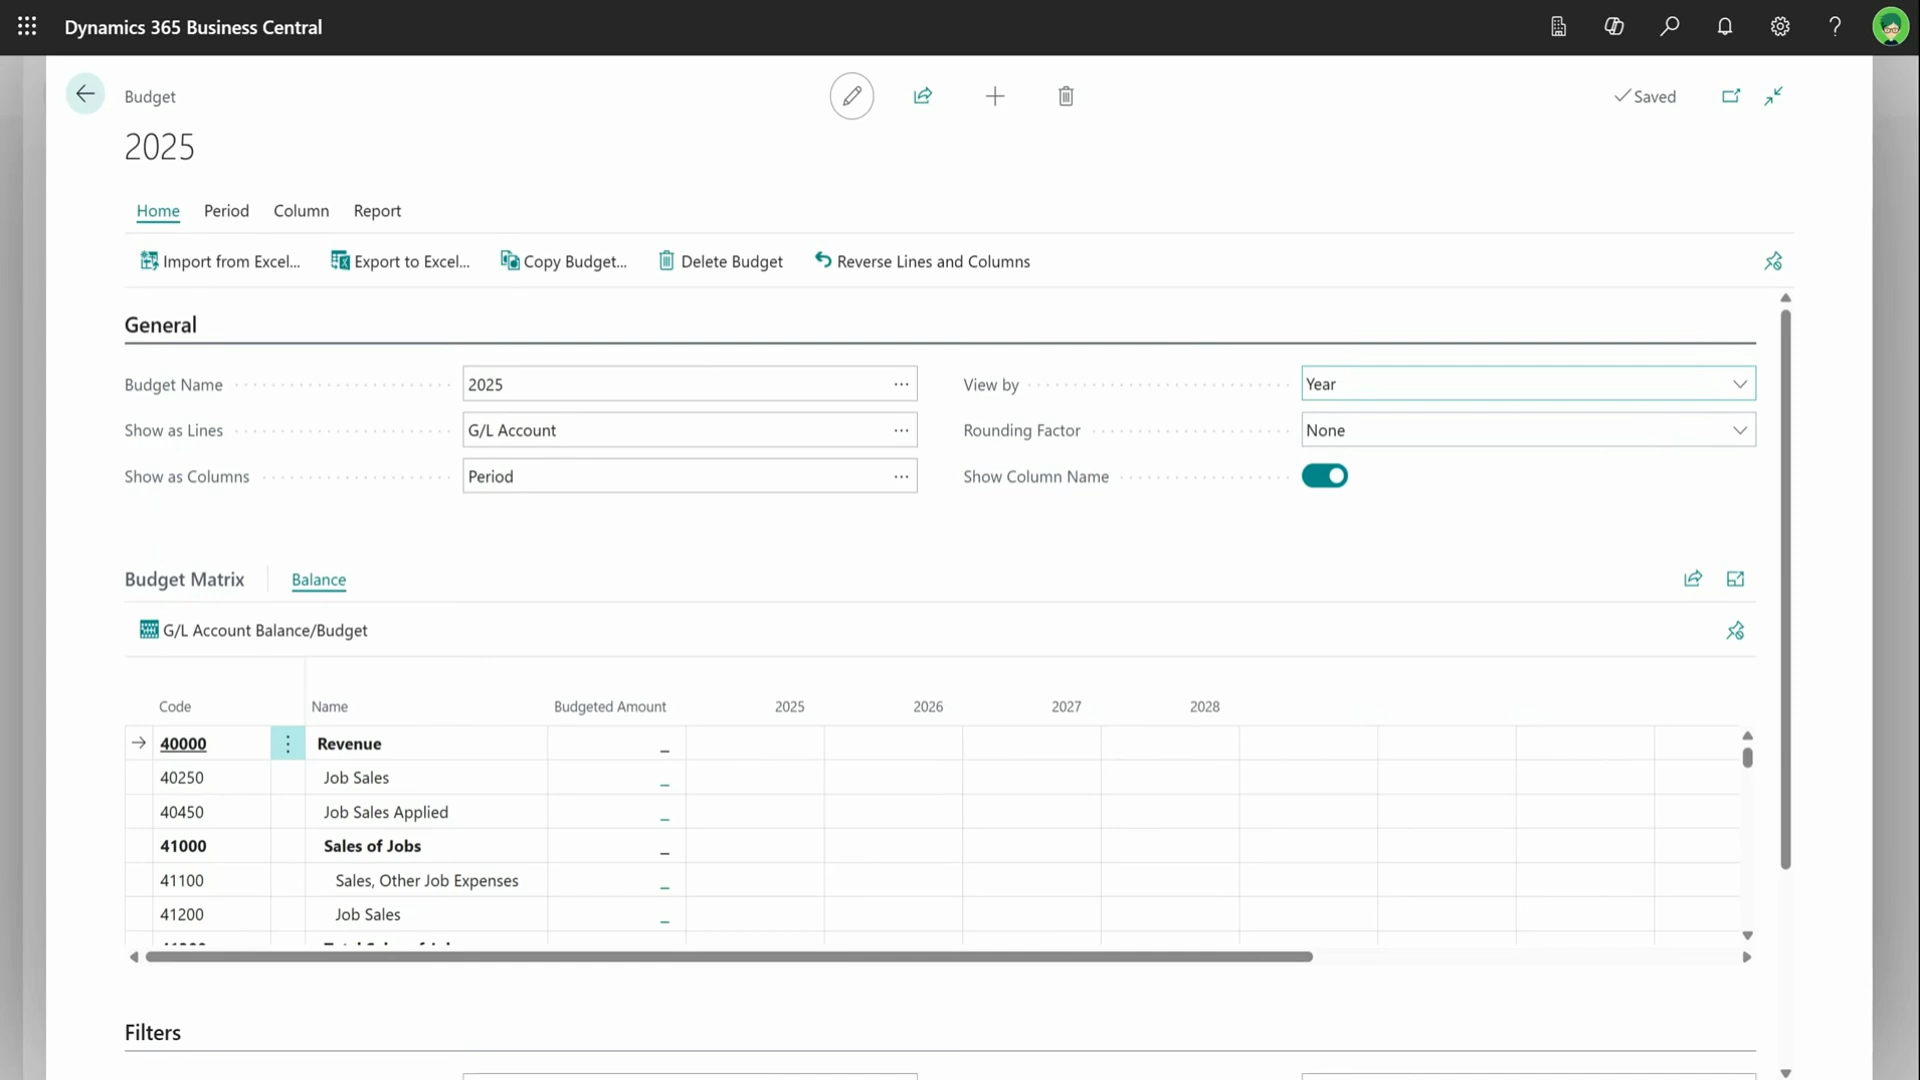 Dynamics 365 Business Central
Budget
Saved
2025
Home Period Column Report
Import from Excel... Export to Excel... Copy Budget... Delete Budget Reverse Lines and Columns
General
Budget Name 2025 View by Year
Show as Lines G/L Account Rounding Factor None
Show as Columns Period Show Column Name
Budget Matrix Balance
G/L Account Balance/Budget
Code Name Budgeted Amount 2025 2026 2027 2028
40000 Revenue _
40250 Job Sales _
40450 Job Sales Applied _
41000 Sales of Jobs _
41100 Sales, Other Job Expenses _
41200 Job Sales _
Filters